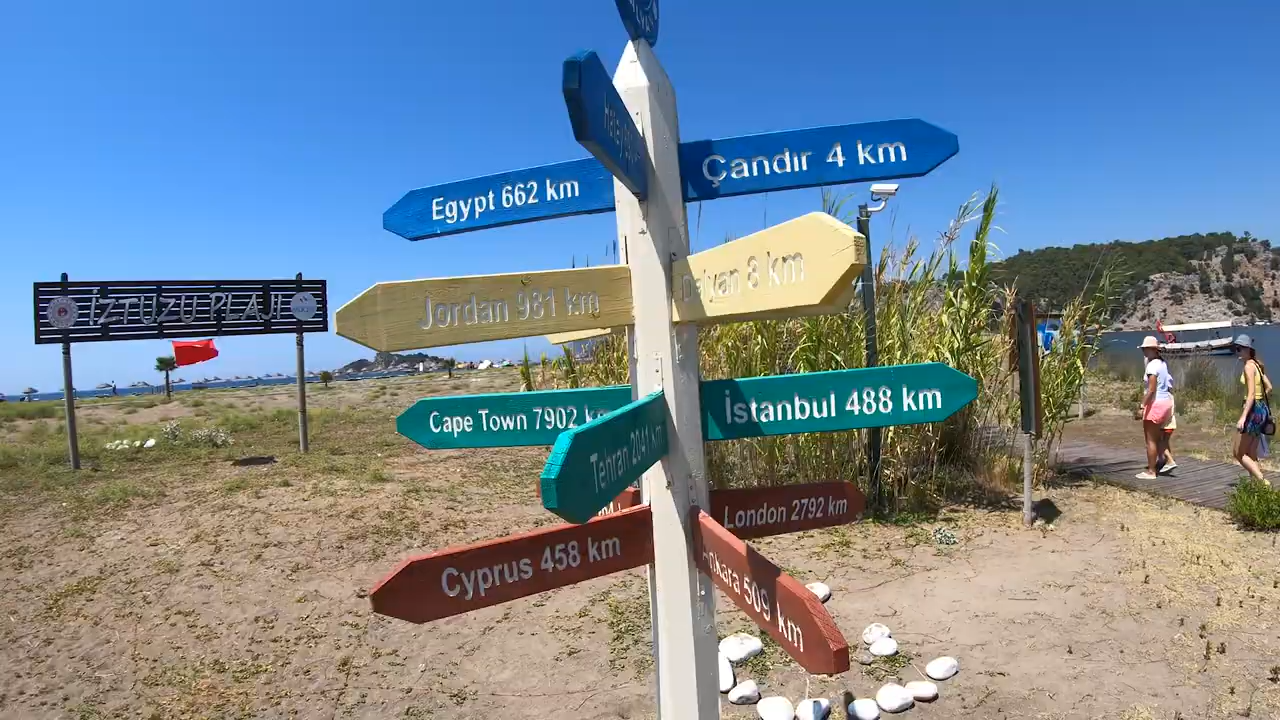 Çandır 4 km
Egypt 662 km
Dalyan 8 km
Jordan 981 km
İZTUZU PLAJI
İstanbul 488 km
Cape Town 7902 km
Tehran 2041 km
London 2792 km
Cyprus 458 km
Ankara 509 km